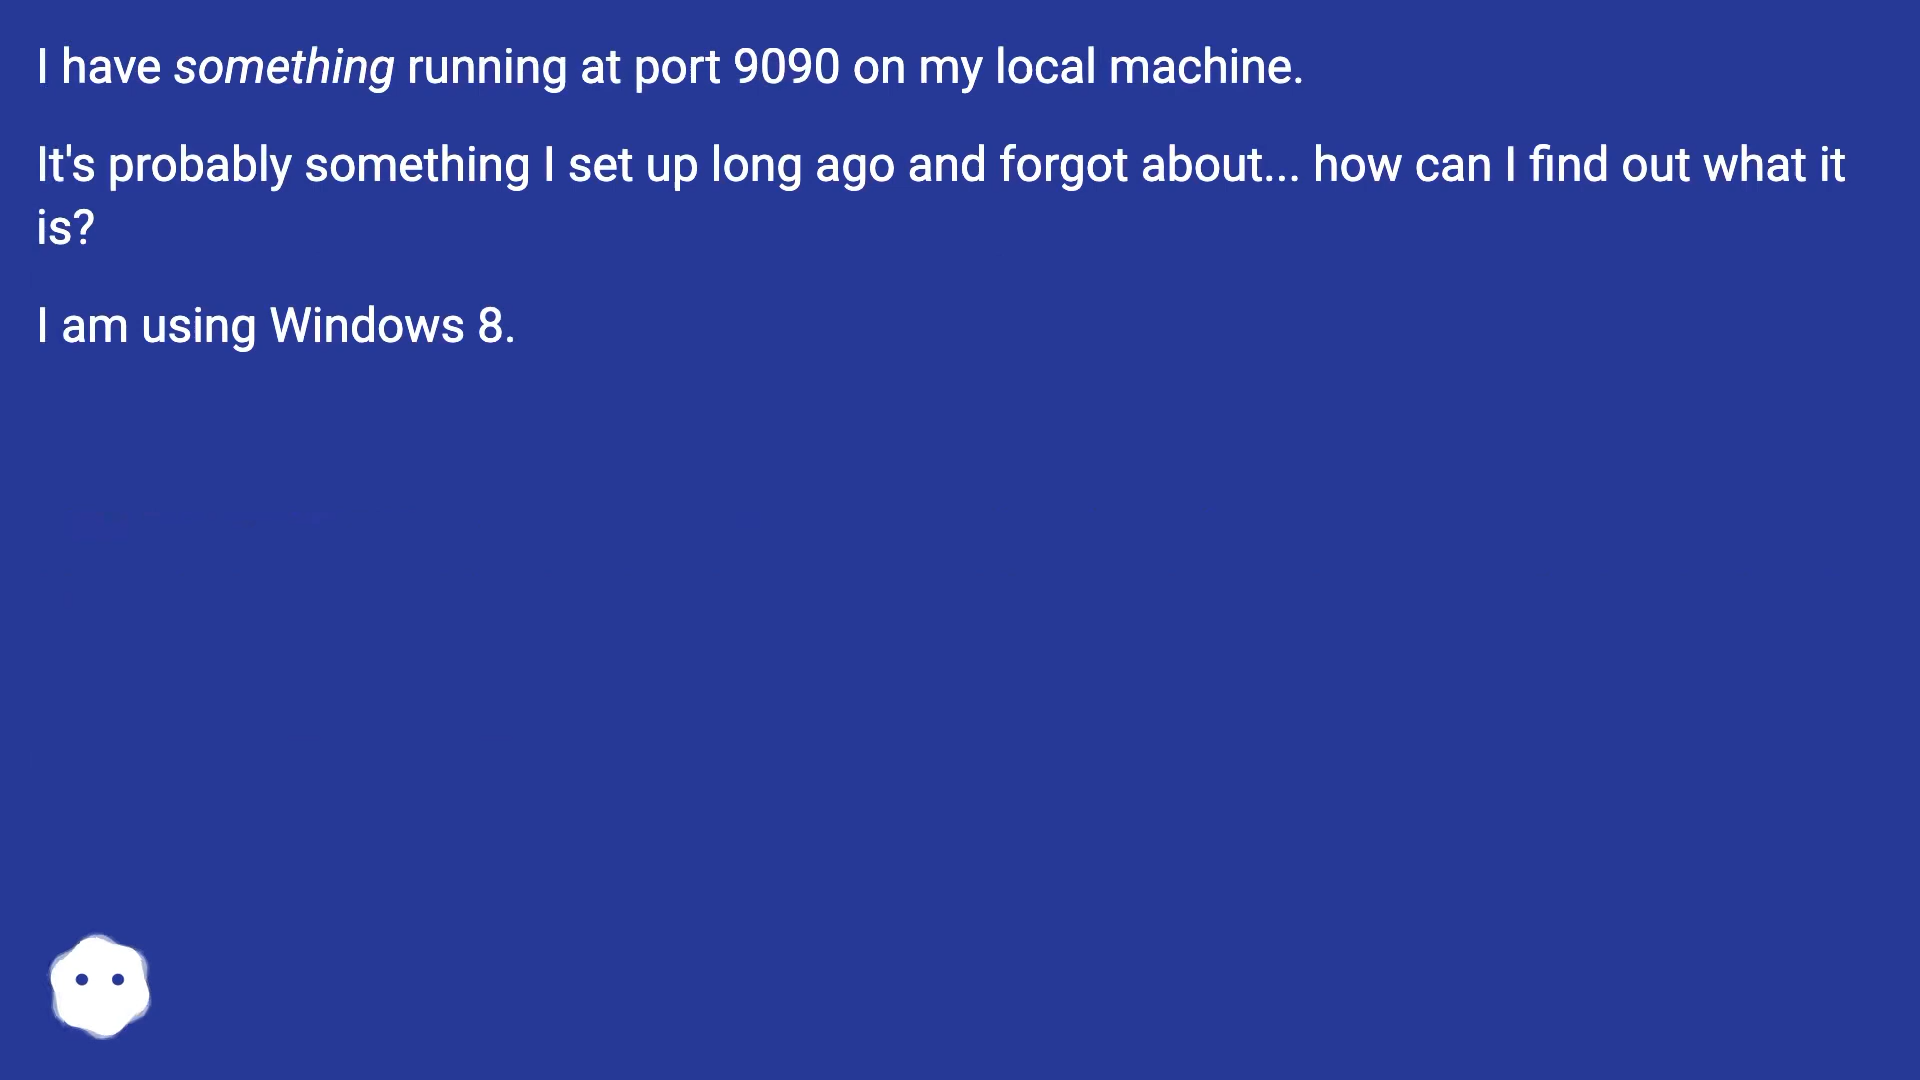 I have something running at port 9090 on my local machine.
It's probably something I set up long ago and forgot about... how can I find out what it
is?
I am using Windows 8.